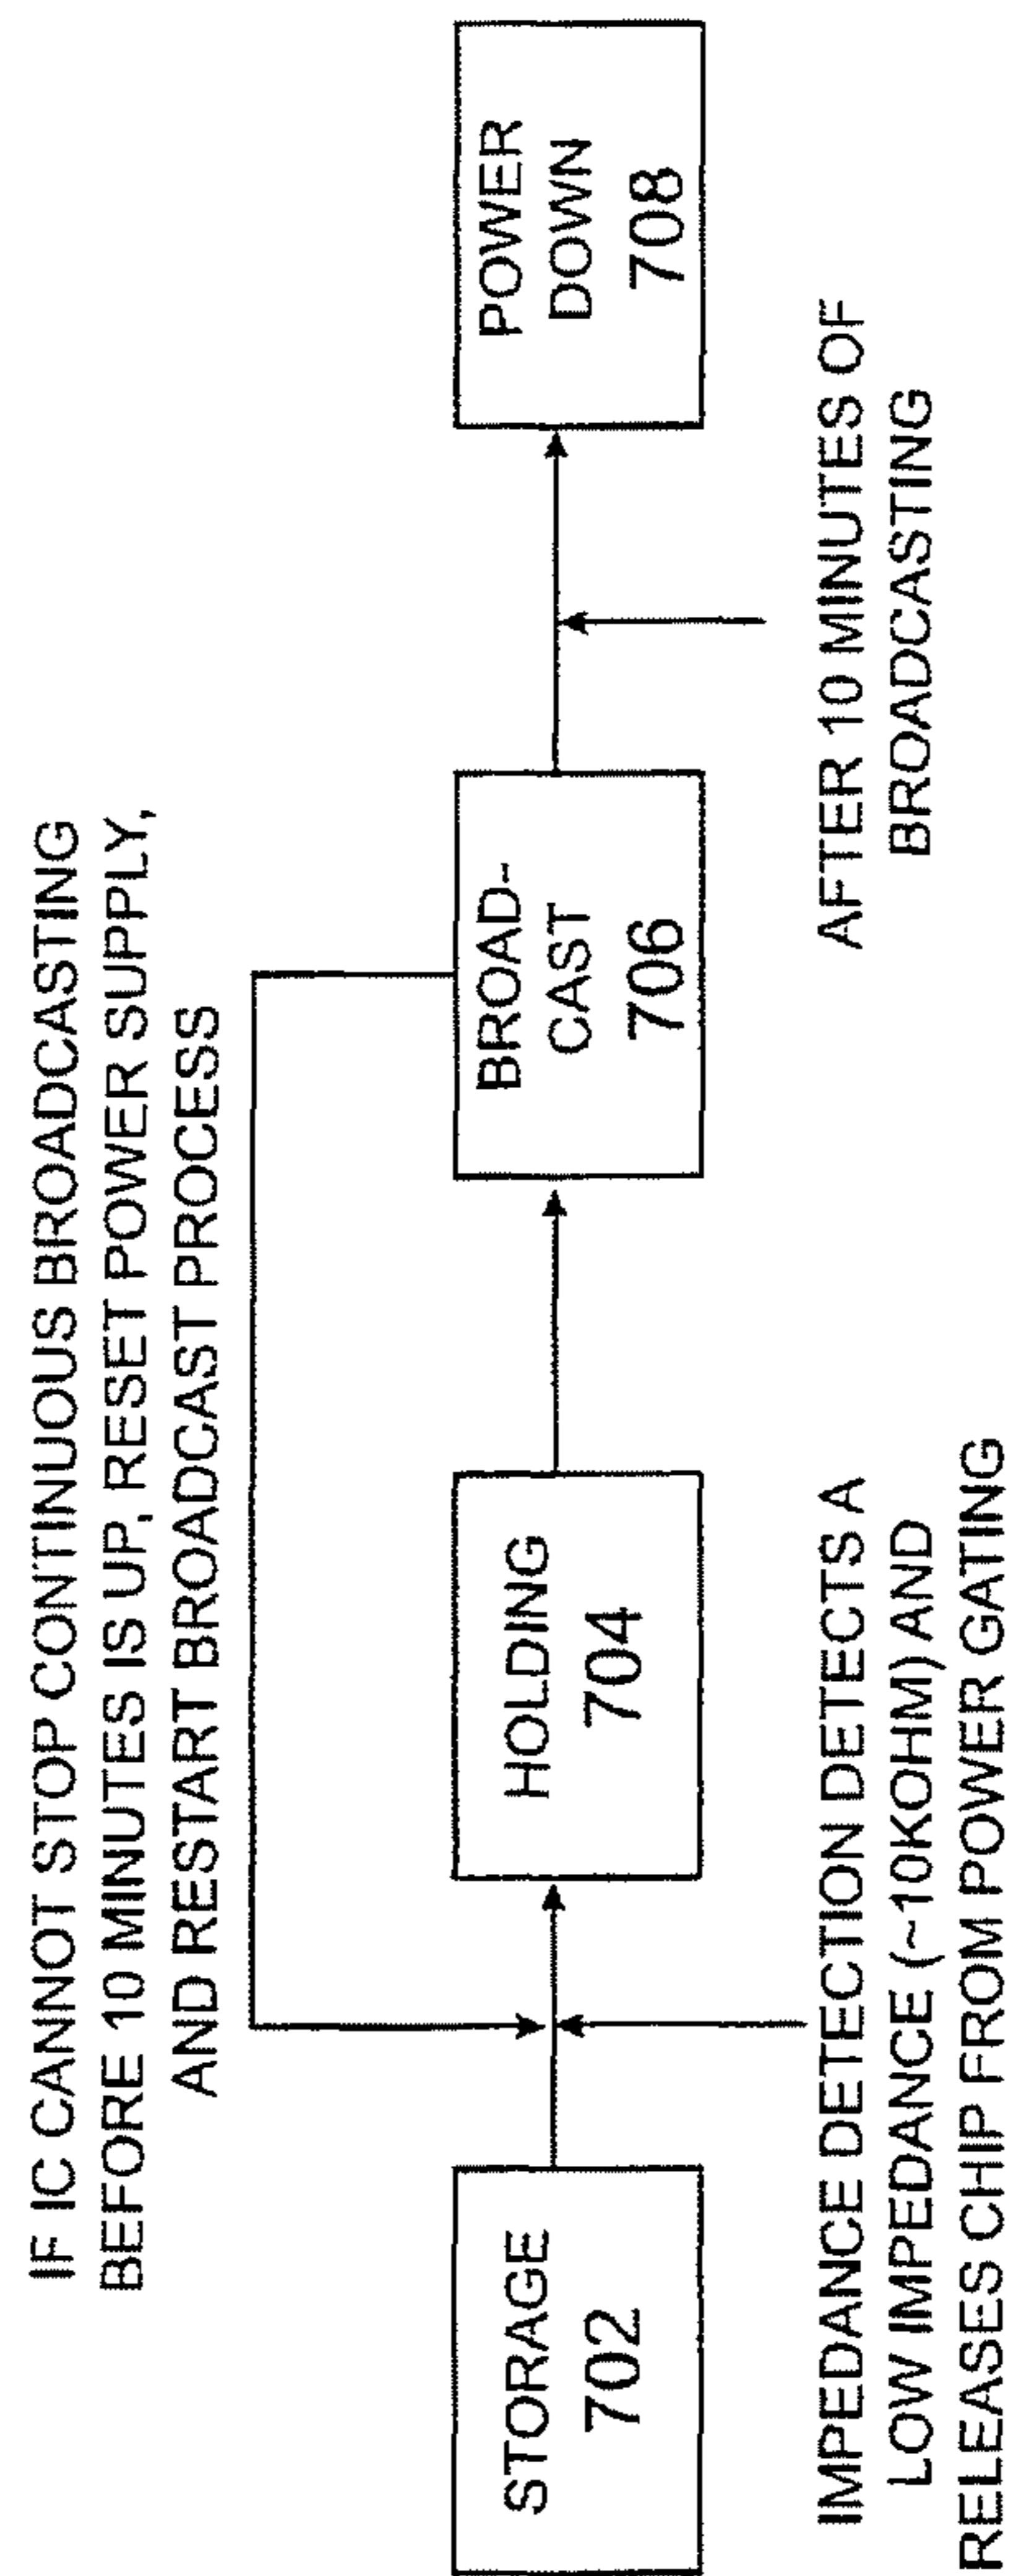 IF IC CANNOT STOP CONTINUOUS BROADCASTING
BEFORE 10 MINUTES IS UP, RESET POWER SUPPLY,
AND RESTART BROADCAST PROCESS
STORAGE
702
HOLDING
704
BROAD-
CAST
706
POWER
DOWN
708
IMPEDANCE DETECTION DETECTS A
LOW IMPEDANCE (~10KOHM) AND
RELEASES CHIP FROM POWER GATING
AFTER 10 MINUTES OF
BROADCASTING